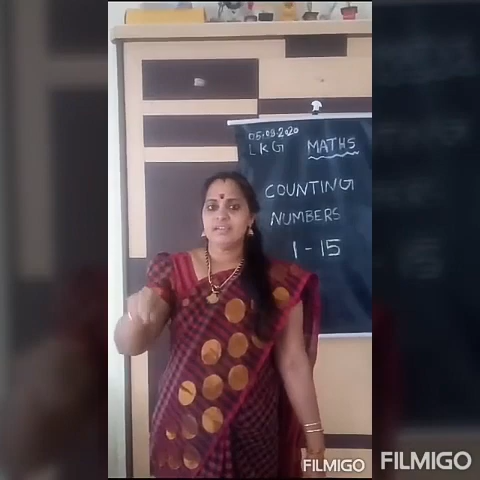 05.09.2020
LKG MATHS
COUNTING
NUMBERS
1-15
FILMIGO
FILMIGO